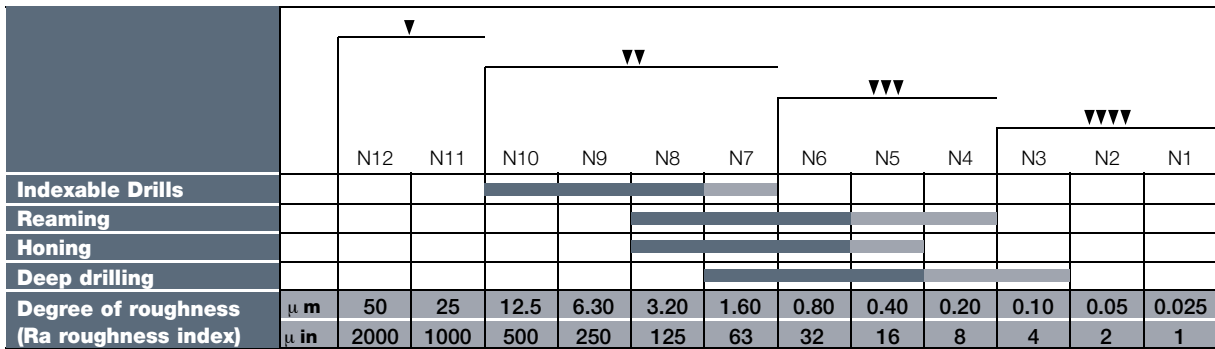 ▼
▼▼
▼▼▼
▼▼▼▼
N12 N11 N10 N9 N8 N7 N6 N5 N4 N3 N2 N1
Indexable Drills
Reaming
Honing
Deep drilling
Degree of roughness μ m 50 25 12.5 6.30 3.20 1.60 0.80 0.40 0.20 0.10 0.05 0.025
(Ra roughness index) μ in 2000 1000 500 250 125 63 32 16 8 4 2 1